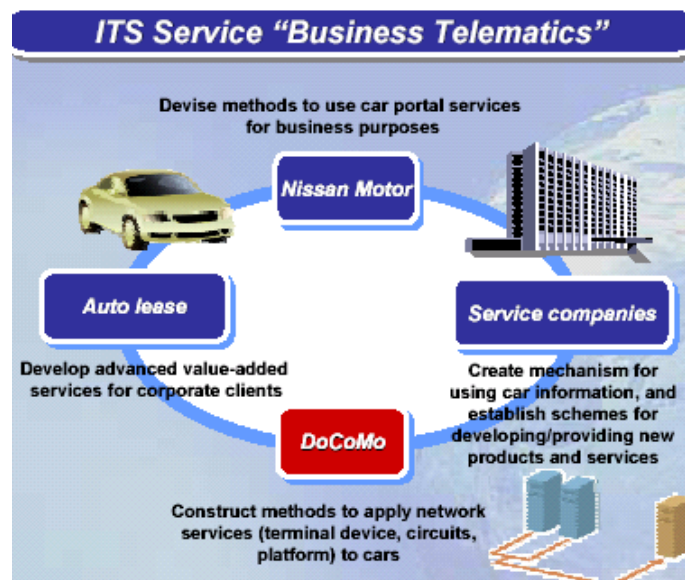 ITS Service “Business Telematics”
Devise methods to use car portal services
for business purposes
Nissan Motor
Auto lease
Service companies
Develop advanced value-added
services for corporate clients
Create mechanism for
using car information, and
establish schemes for
developing/providing new
products and services
DoCoMo
Construct methods to apply network
services (terminal device, circuits,
platform) to cars